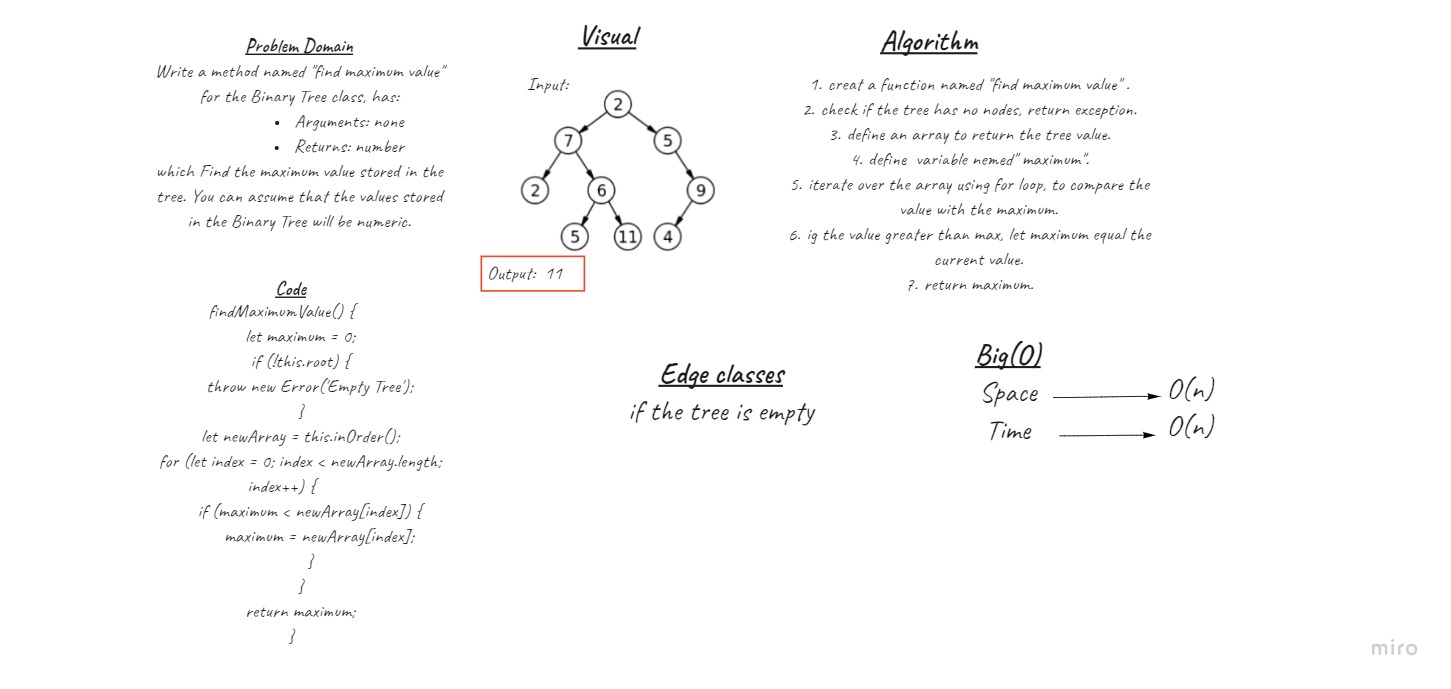 Problem Domain
Write a method named "find maximum value"
for the Binary Tree class, has:
• Arguments: none
• Returns: number
which Find the maximum value stored in the
tree. You can assume that the values stored
in the Binary Tree will be numeric.
Code
findMaximumValue() {
let maximum = 0;
if (!this.root) {
throw new Error('Empty Tree');
}
let newArray = this.inOrder();
for (let index = 0; index < newArray.length;
index++) {
if (maximum < newArray[index]) {
maximum = newArray[index];
}
}
return maximum;
}
Visual
Input:
2
7 5
2 6 9
5 11 4
Output: 11
Algorithm
1. creat a function named "find maximum value" .
2. check if the tree has no nodes, return exception.
3. define an array to return the tree value.
4. define variable nemed" maximum".
5. iterate over the array using for loop, to compare the
value with the maximum.
6. ig the value greater than max, let maximum equal the
current value.
7. return maximum.
Edge classes
if the tree is empty
Big(O)
Space O(n)
Time O(n)
miro